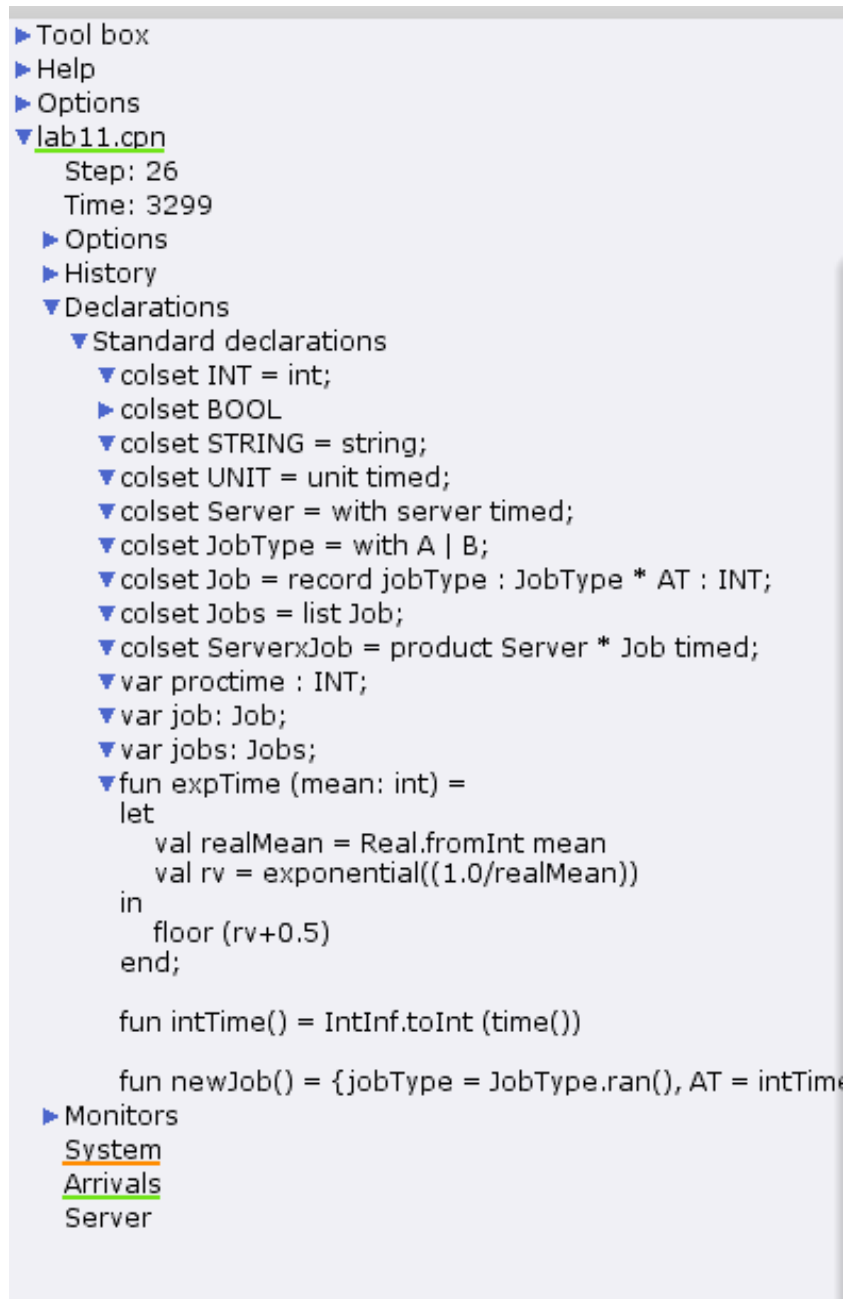 Tool box
Help
Options
lab11.cpn
Step: 26
Time: 3299
Options
History
Declarations
Standard declarations
colset INT = int;
colset BOOL
colset STRING = string;
colset UNIT = unit timed;
colset Server = with server timed;
colset JobType = with A | B;
colset Job = record jobType : JobType * AT : INT;
colset Jobs = list Job;
colset ServerxJob = product Server * Job timed;
var proctime : INT;
var job: Job;
var jobs: Jobs;
fun expTime (mean: int) =
let
val realMean = Real.fromInt mean
val rv = exponential((1.0/realMean))
in
floor (rv+0.5)
end;
fun intTime() = IntInf.toInt (time())
fun newJob() = {jobType = JobType.ran(), AT = intTime
Monitors
System
Arrivals
Server